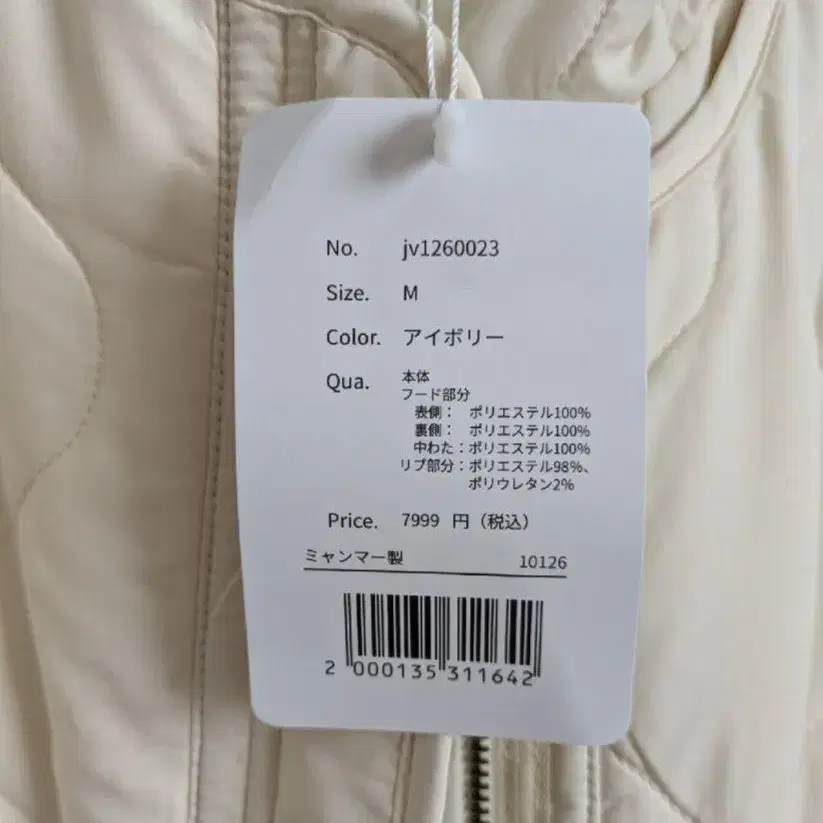 No. jv1260023
Size. M
Color. アイボリー
Qua. 本体
フード部分
表側： ポリエステル100%
裏側： ポリエステル100%
中わた：ポリエステル100%
リブ部分：ポリエステル98%、
ポリウレタン2%
Price. 7999 円（税込）
ミャンマー製 10126
2 000135 311642